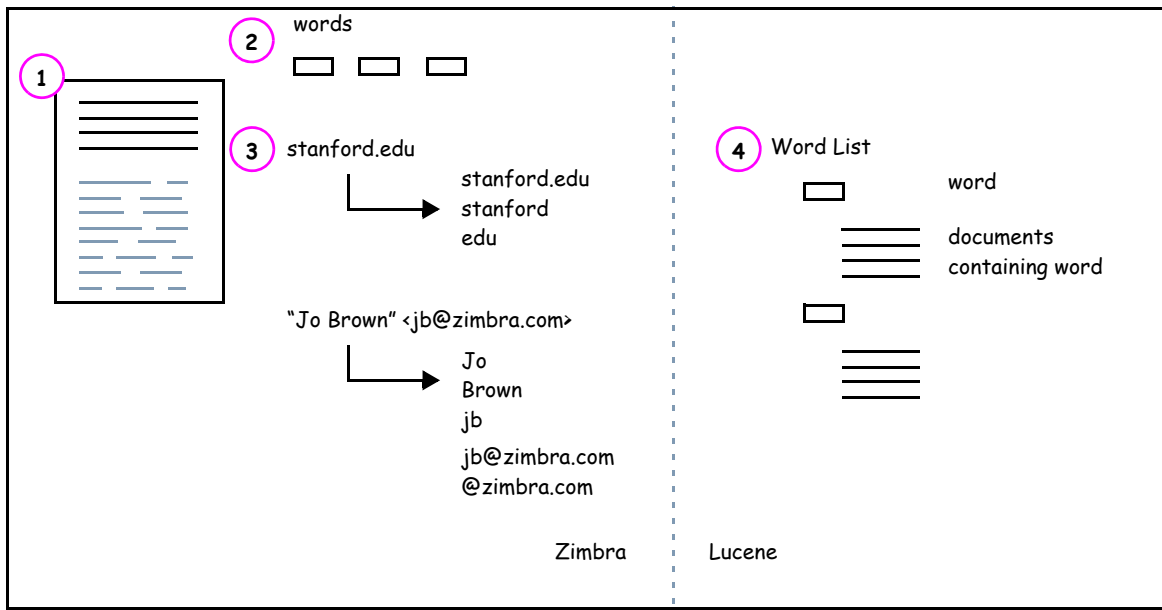 1
2
words
3
stanford.edu
stanford.edu
stanford
edu
“Jo Brown” <jb@zimbra.com>
Jo
Brown
jb
jb@zimbra.com
@zimbra.com
Zimbra
4
Word List
word
documents
containing word
Lucene